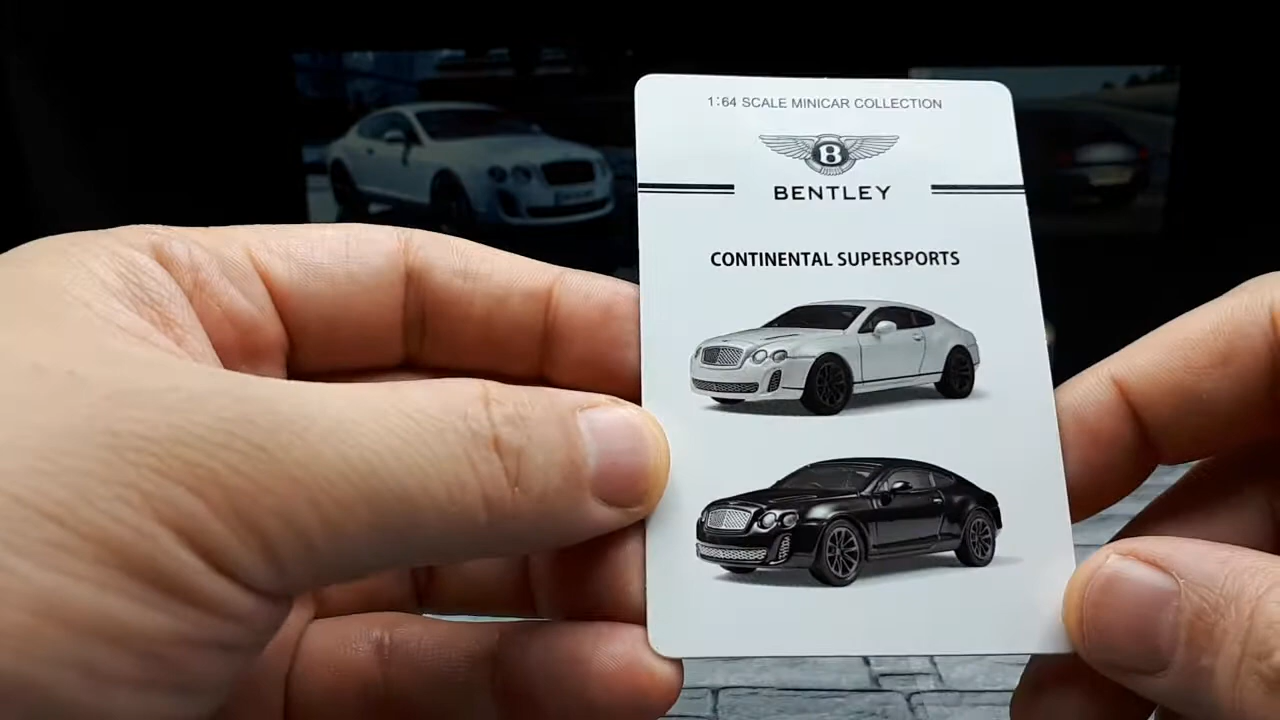 1:64 SCALE MINICAR COLLECTION
B
BENTLEY
CONTINENTAL SUPERSPORTS